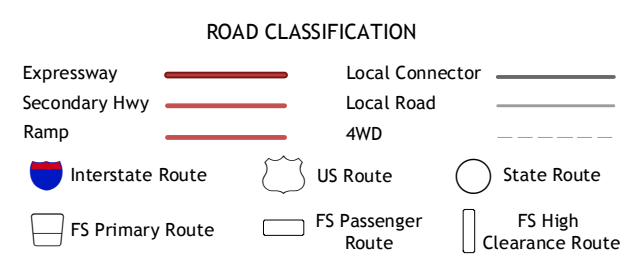 ROAD CLASSIFICATION
Expressway
Local Connector
Secondary Hwy
Local Road
Ramp
4WD
Interstate Route
US Route
State Route
FS Primary Route
FS Passenger
Route
FS High
Clearance Route